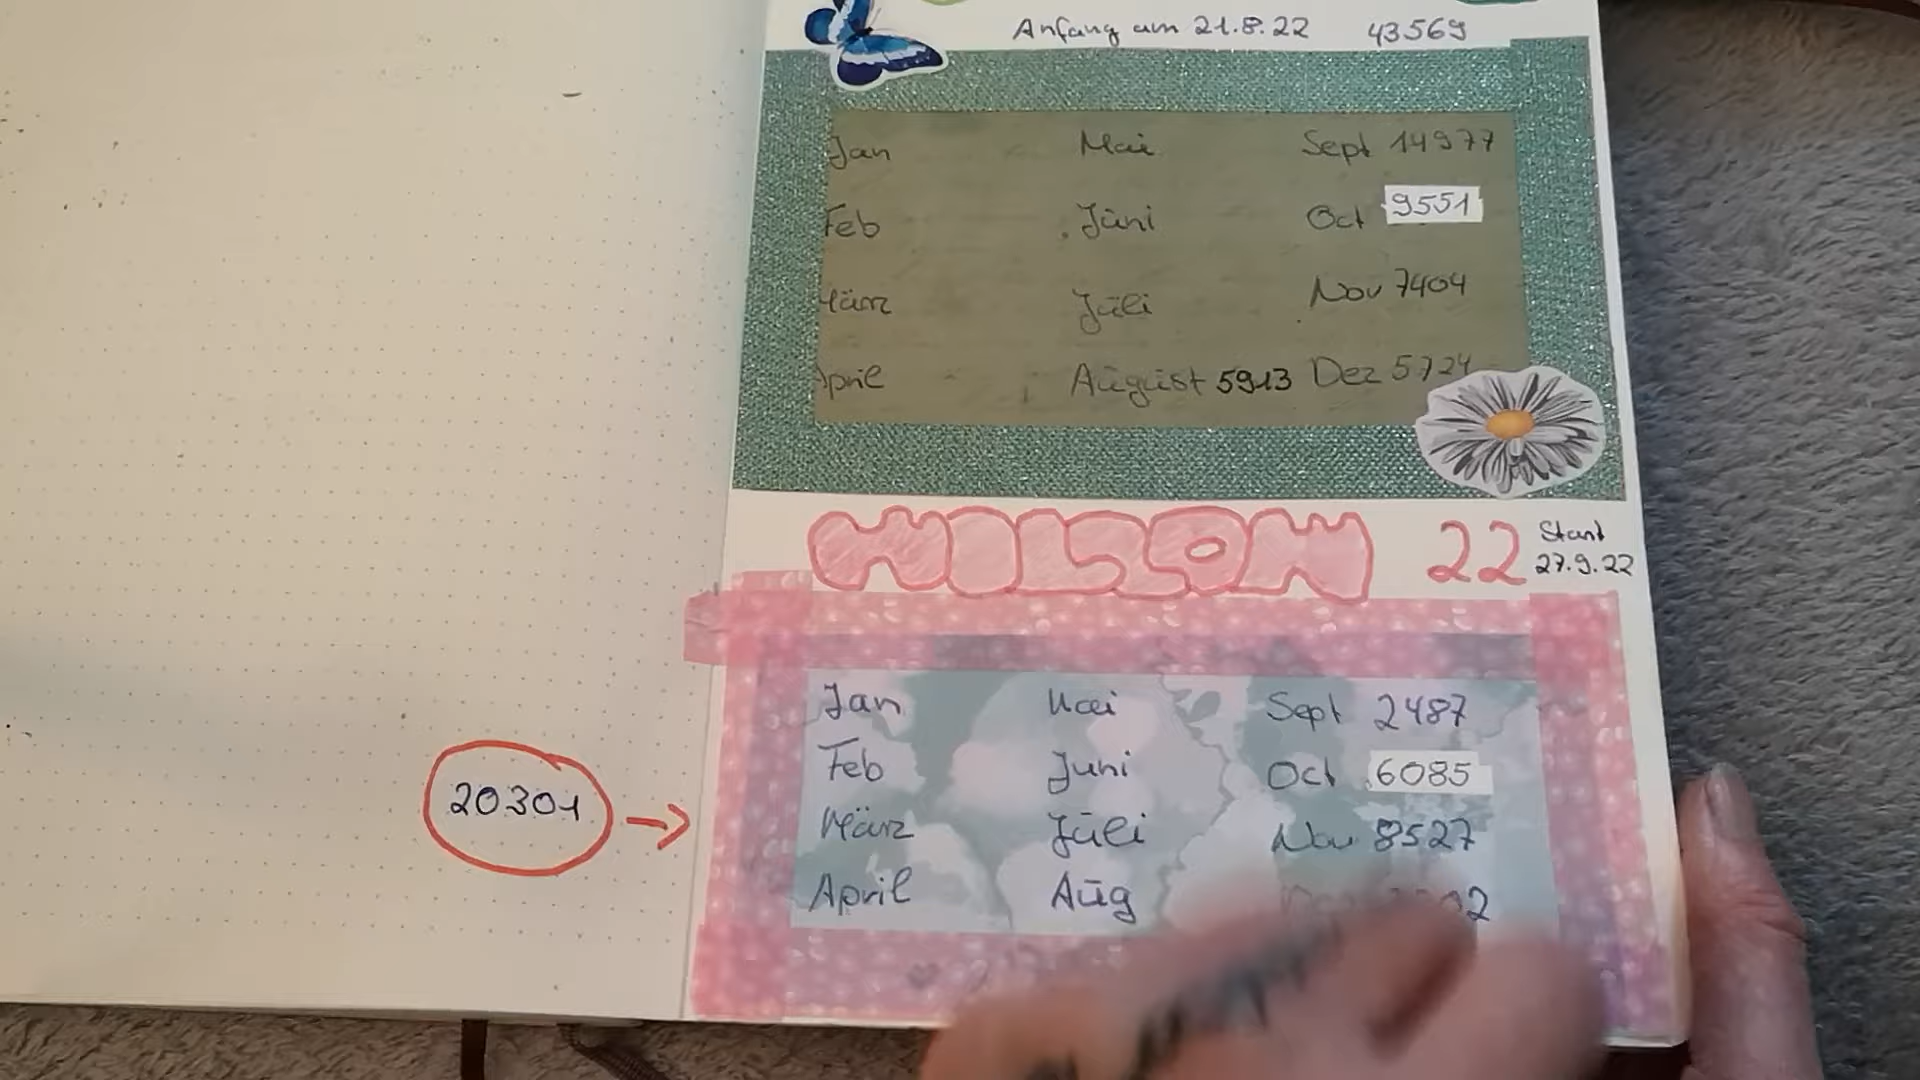 Anfang am 21.8.22 43569
Jan Mai Sept 14977
Feb Juni Oct 9551
März Juli Nov 7404
April August 5913 Dez 5724
22 Start
27.9.22
Jan Mai Sept 2487
Feb Juni Oct 6085
20301
März Juli Nov 8527
April Aug